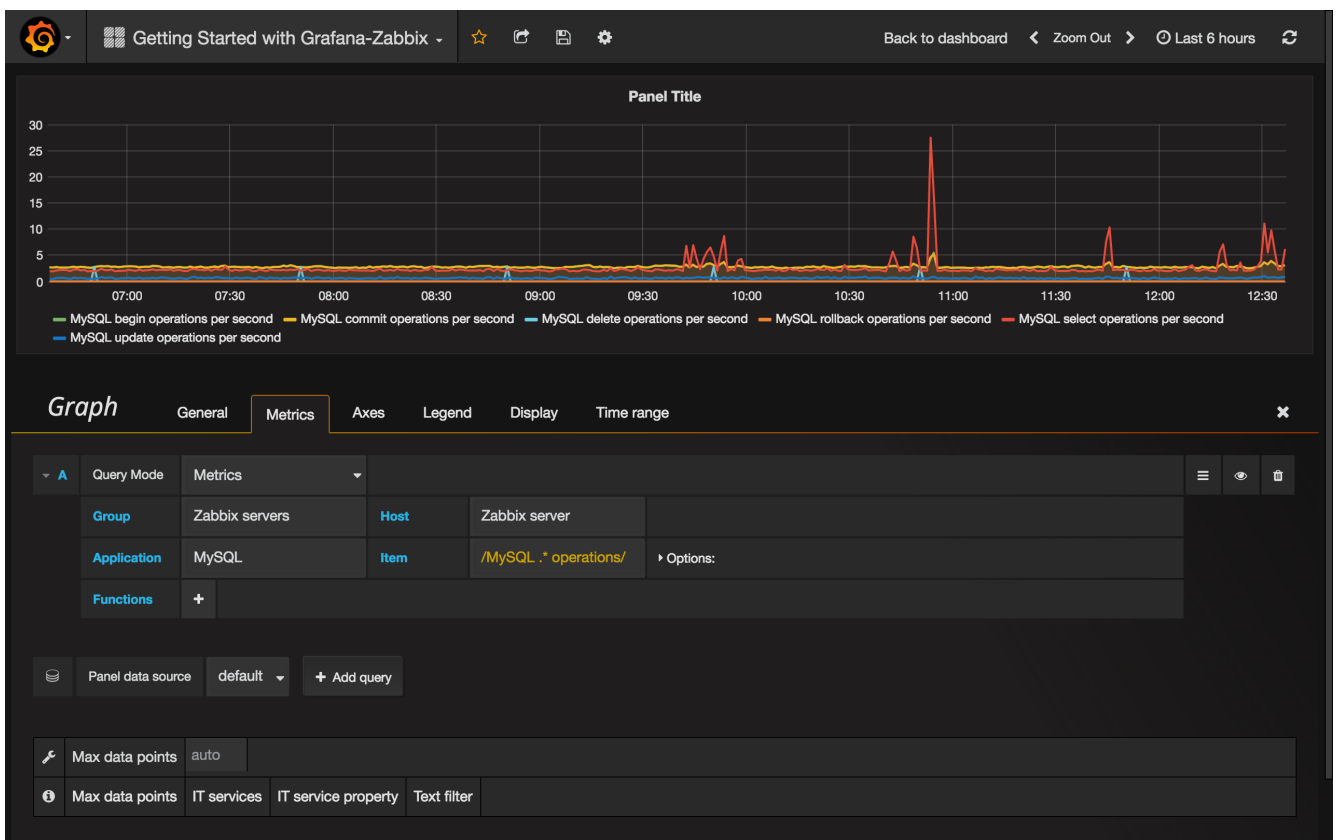 Getting Started with Grafana-Zabbix
Back to dashboard Zoom Out Last 6 hours
Panel Title
30
25
20
15
10
5
0
07:00 07:30 08:00 08:30 09:00 09:30 10:00 10:30 11:00 11:30 12:00 12:30
MySQL begin operations per second MySQL commit operations per second MySQL delete operations per second MySQL rollback operations per second MySQL select operations per second
MySQL update operations per second
Graph General Metrics Axes Legend Display Time range
A Query Mode Metrics
Group Zabbix servers Host Zabbix server
Application MySQL Item /MySQL .* operations/ Options:
Functions +
Panel data source default + Add query
Max data points auto
Max data points IT services IT service property Text filter